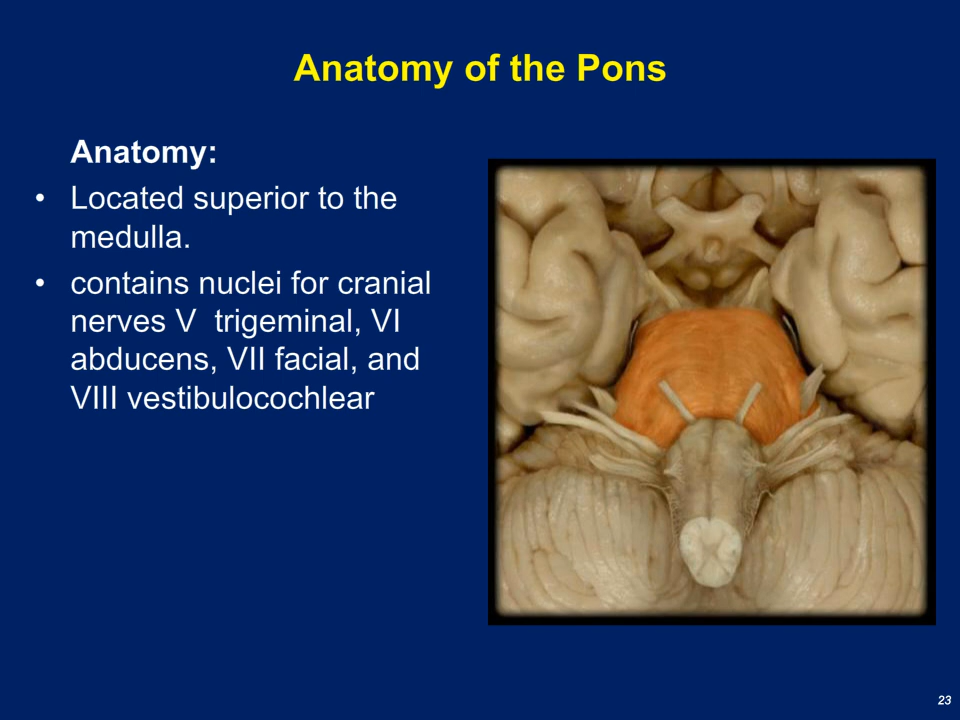 Anatomy of the Pons
Anatomy:
• Located superior to the
medulla.
• contains nuclei for cranial
nerves V  trigeminal, VI
abducens, VII facial, and
VIII vestibulocochlear
23